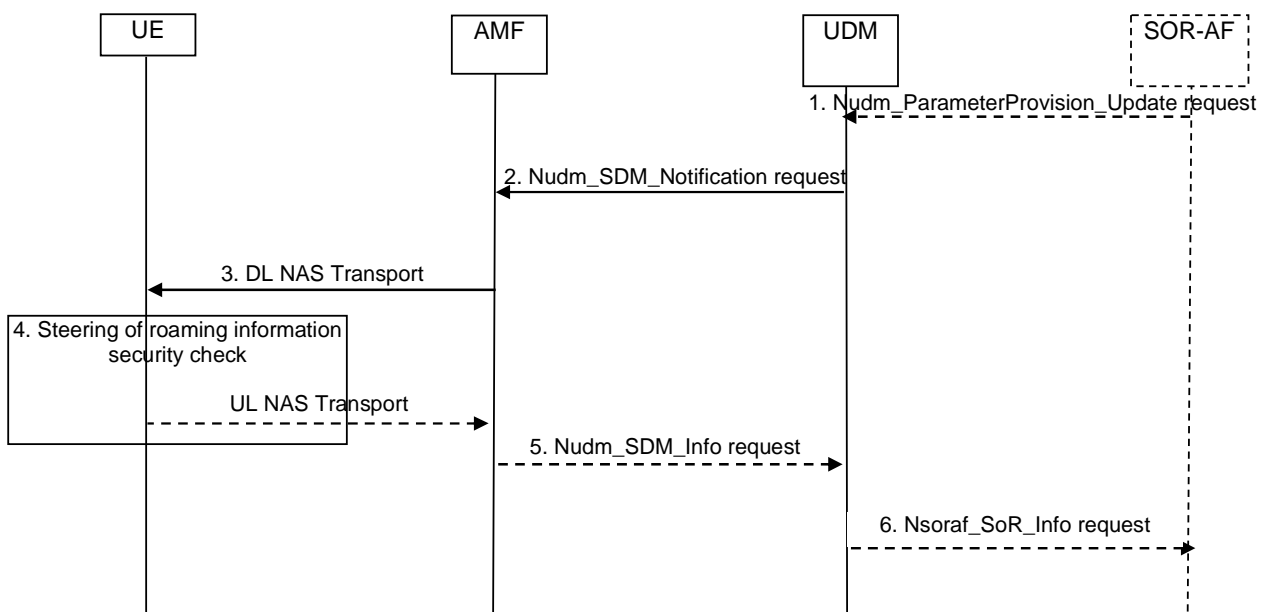 UE
AMF
UDM
SOR-AF
1. Nudm_ParameterProvision_Update request
2. Nudm_SDM_Notification request
3. DL NAS Transport
4. Steering of roaming information
security check
UL NAS Transport
5. Nudm_SDM_Info request
6. Nsoraf_SoR_Info request